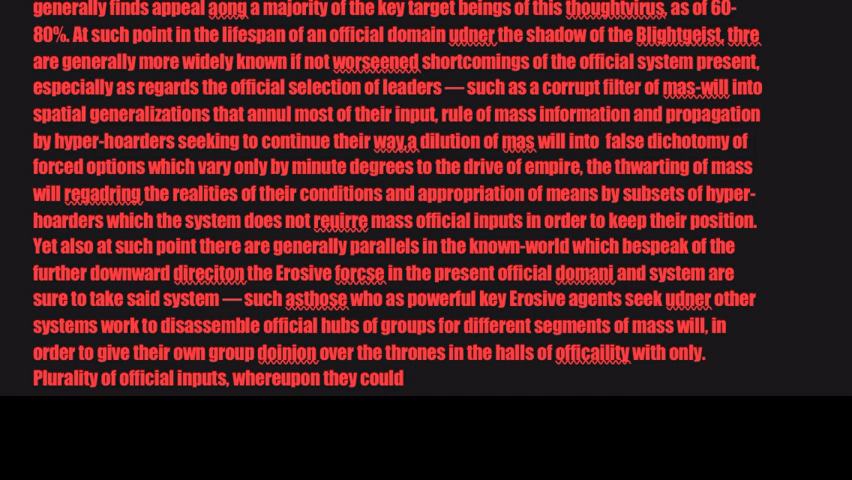 generally finds appeal aong a majority of the key target beings of this thoughtvirus, as of 60-
80%. At such point in the lifespan of an official domain udner the shadow of the Blightgeist, thre
are generally more widely known if not worseened shortcomings of the official system present,
especially as regards the official selection of leaders — such as a corrupt filter of mas-will into
spatial generalizations that annul most of their input, rule of mass information and propagation
by hyper-hoarders seeking to continue their way,a dilution of mas will into  false dichotomy of
forced options which vary only by minute degrees to the drive of empire, the thwarting of mass
will regadring the realities of their conditions and appropriation of means by subsets of hyper-
hoarders which the system does not reuirre mass official inputs in order to keep their position.
Yet also at such point there are generally parallels in the known-world which bespeak of the
further downward direciton the Erosive forcse in the present official domani and system are
sure to take said system — such asthose who as powerful key Erosive agents seek udner other
systems work to disassemble official hubs of groups for different segments of mass will, in
order to give their own group doinion over the thrones in the halls of officaility with only.
Plurality of official inputs, whereupon they could